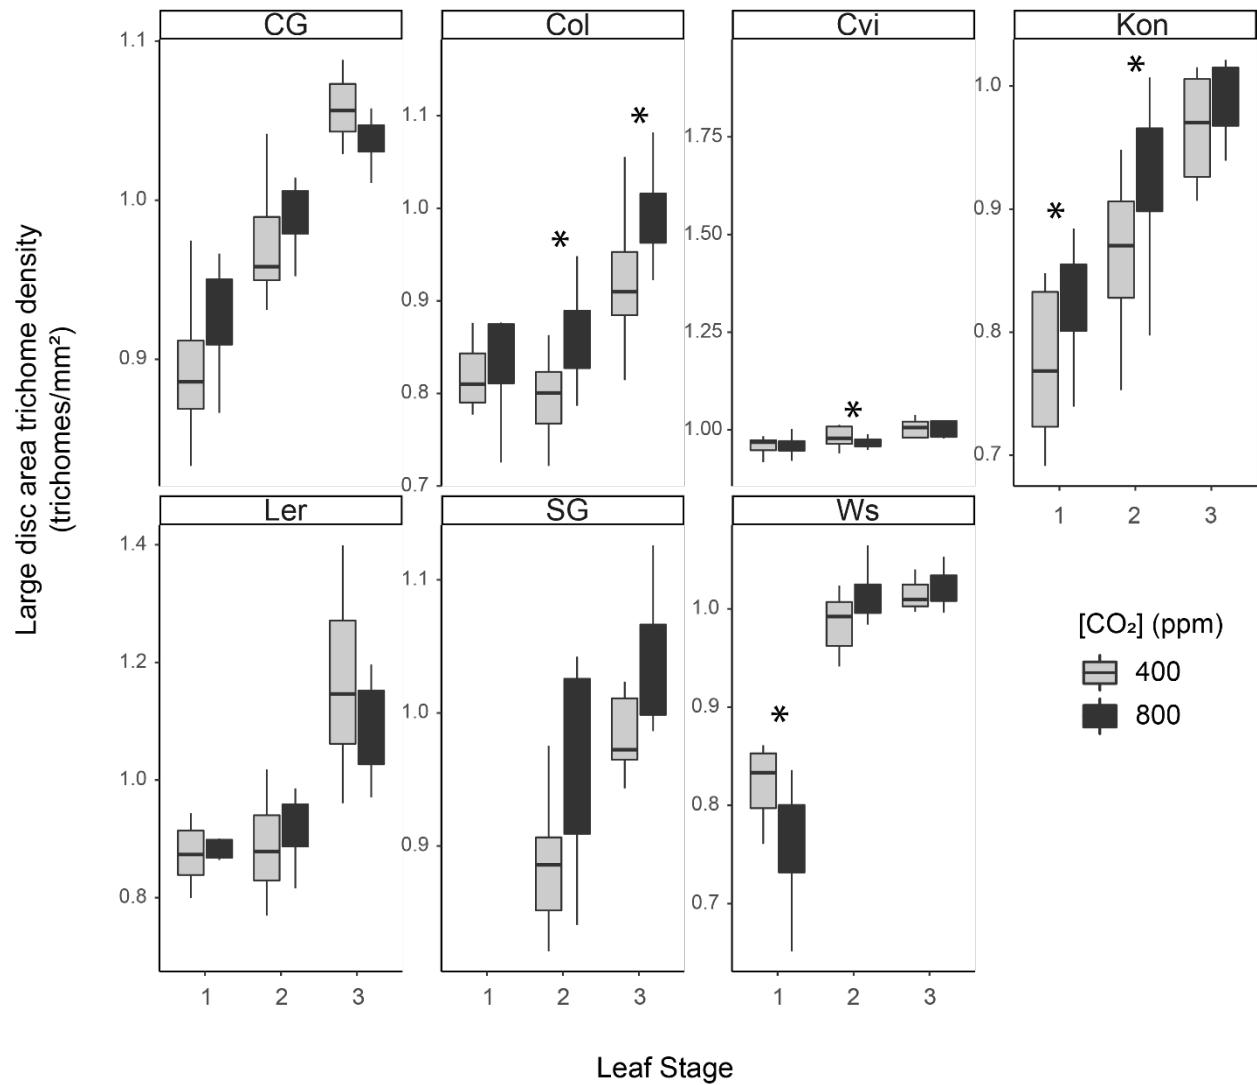 CG
Col
Cvi
Kon
1.1
1.0
0.9
1.1
1.0
0.9
0.8
0.7
1.75
1.50
1.25
1.00
1.0
0.9
0.8
0.7
*
*
*
*
*
1 2 3
Large disc area trichome density
(trichomes/mm²)
Ler
SG
Ws
1.4
1.2
1.0
0.8
1.1
1.0
0.9
1.0
0.9
0.8
0.7
*
1 2 3
1 2 3
1 2 3
[CO₂] (ppm)
400
800
Leaf Stage